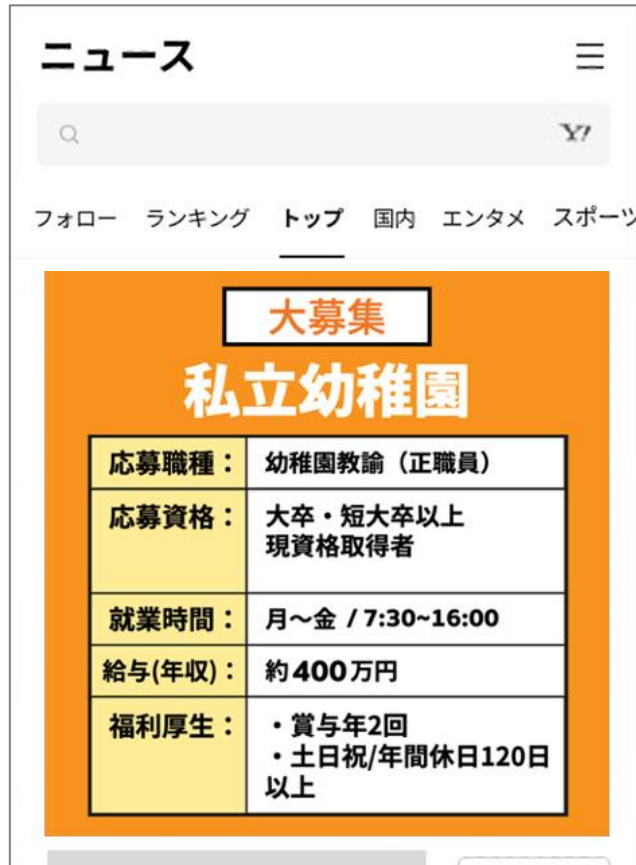 ニュース
Y!
フォロー ランキング トップ 国内 エンタメ スポーツ
大募集
私立幼稚園
応募職種： 幼稚園教諭（正職員）
応募資格： 大卒・短大卒以上
現資格取得者
就業時間： 月～金 / 7:30~16:00
給与(年収)： 約400万円
福利厚生： ・賞与年2回
・土日祝/年間休日120日
以上